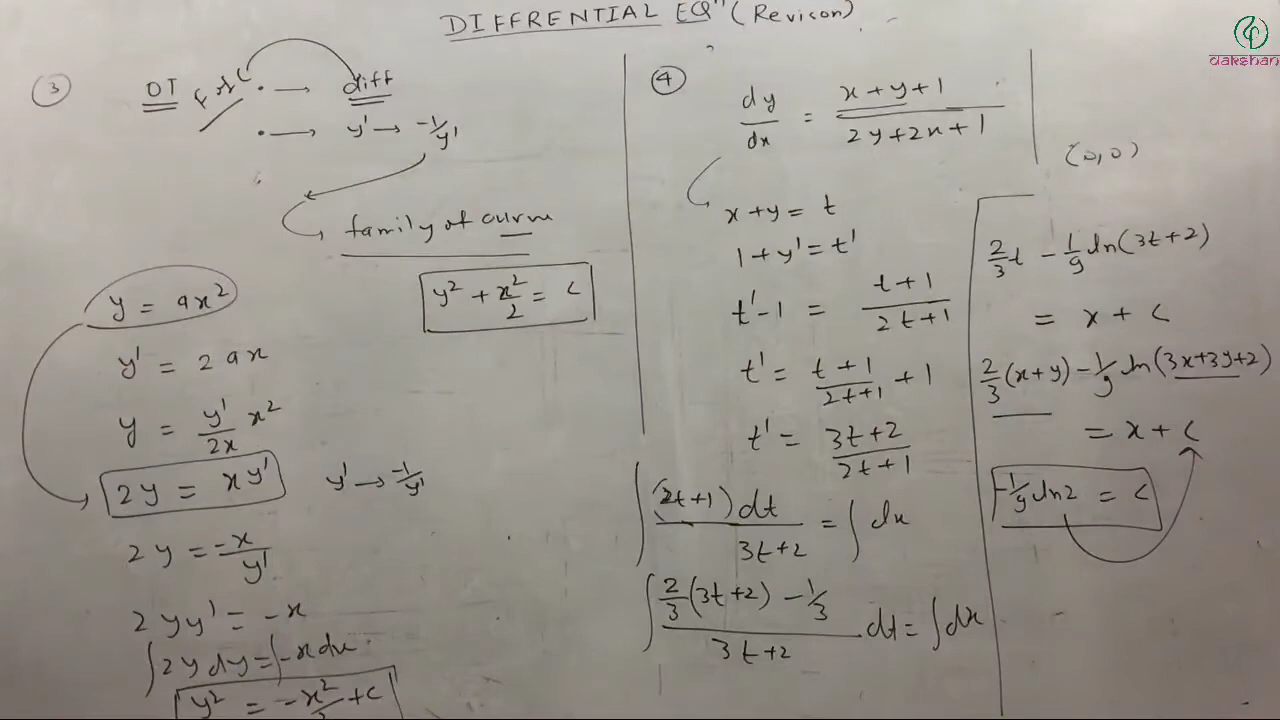 DIFFRENTIAL EQⁿ (Revison)
dakshan
③ OT → diff
→ y' → -1/y'
family of curve
y = ax²
y² + x²/2 = c
y' = 2ax
y = y'/2x x²
2y = xy'
y' → -1/y'
2y = -x/y'
2yy' = -x
∫2y dy = ∫-x dx
y² = -x²/2 + c
④ dy/dx = x+y+1/2y+2x+1
x+y = t
1+y' = t'
t'-1 = t+1/2t+1
t' = t+1/2t+1 + 1
t' = 3t+2/2t+1
∫(2t+1)dt/3t+2 = ∫dx
∫2/3(3t+2) - 1/3/3t+2 dt = ∫dx
(0,0)
2/3t - 1/9 ln(3t+2)
= x + c
2/3(x+y) - 1/9 ln(3x+3y+2)
= x + c
-1/9 ln2 = c